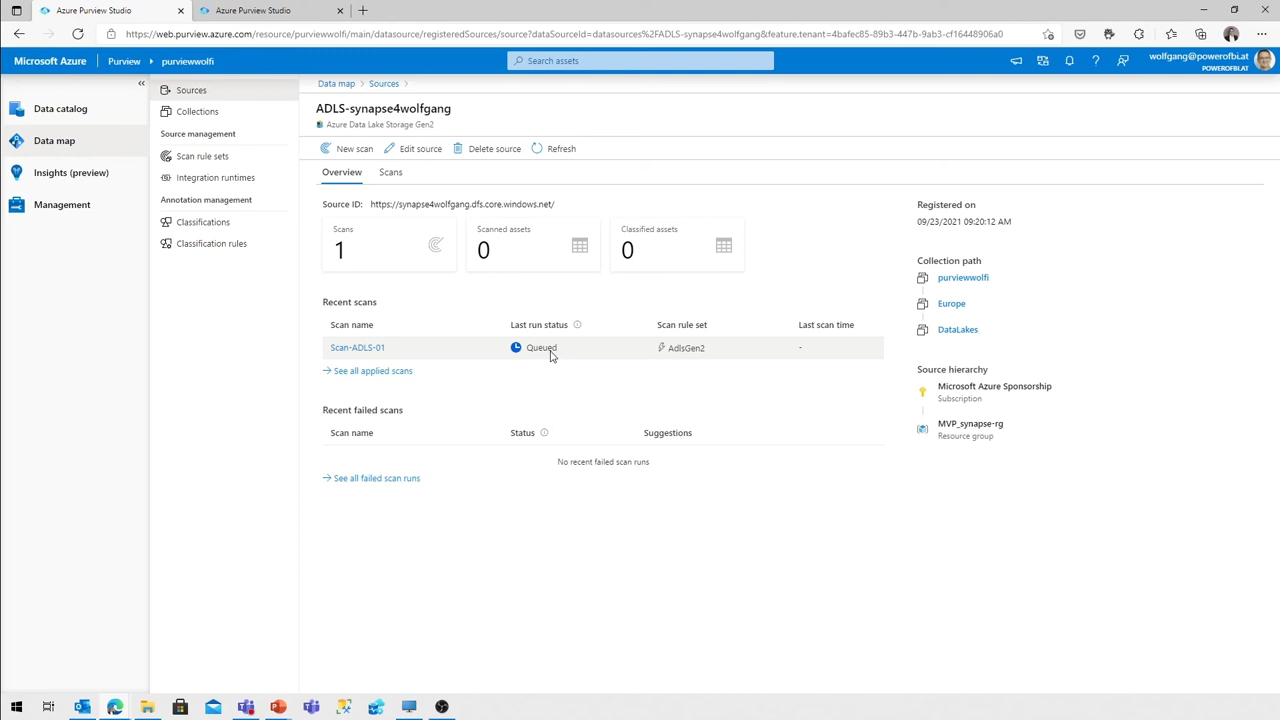 Azure Purview Studio
Azure Purview Studio
https://web.purview.azure.com/resource/purviewwolfi/main/datasource/registeredSources/source?dataSourceId=datasources%2FADLS-synapse4wolfgang&feature.tenant=4bafec85-89b3-447b-9ab3-cf16448906a0
Microsoft Azure Purview purviewwolfi
Search assets
wolfgang@powerofbi.at
POWEROFBI.AT
Data catalog
Data map
Insights (preview)
Management
Sources
Collections
Source management
Scan rule sets
Integration runtimes
Annotation management
Classifications
Classification rules
Data map Sources
ADLS-synapse4wolfgang
Azure Data Lake Storage Gen2
New scan Edit source Delete source Refresh
Overview Scans
Source ID: https://synapse4wolfgang.dfs.core.windows.net/
Scans
1
Scanned assets
0
Classified assets
0
Recent scans
Scan name Last run status Scan rule set Last scan time
Scan-ADLS-01 Queued AdlsGen2 -
See all applied scans
Recent failed scans
Scan name Status Suggestions
No recent failed scan runs
See all failed scan runs
Registered on
09/23/2021 09:20:12 AM
Collection path
purviewwolfi
Europe
DataLakes
Source hierarchy
Microsoft Azure Sponsorship
Subscription
MVP_synapse-rg
Resource group